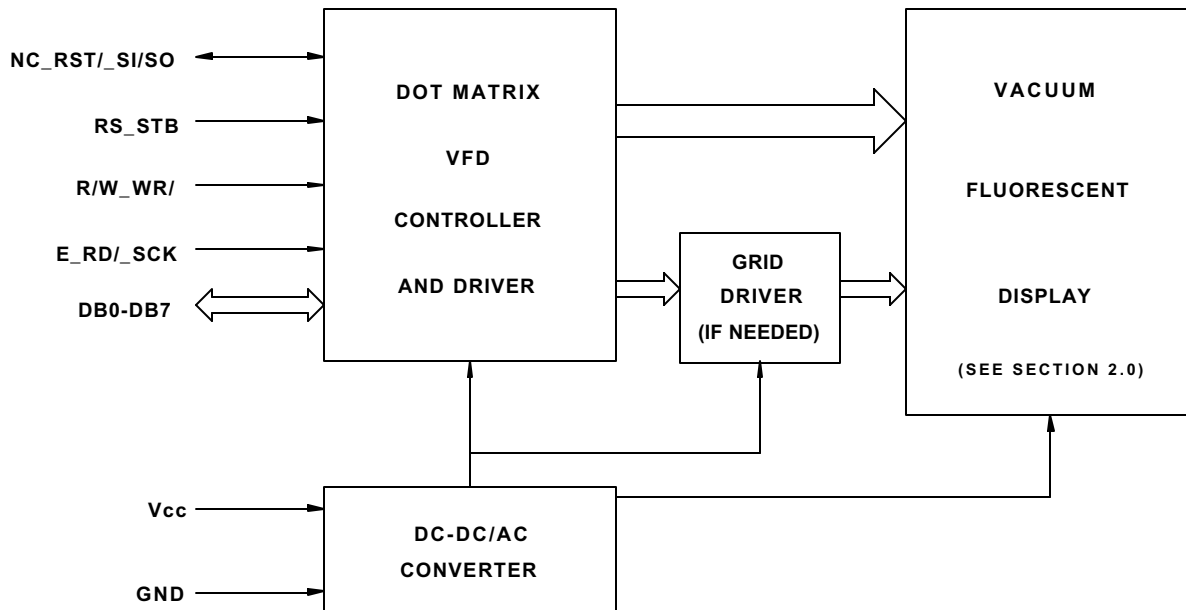 NC_RST/_SI/SO
RS_STB
R/W_WR/
E_RD/_SCK
DB0-DB7
DOT MATRIX
VFD
CONTROLLER
AND DRIVER
GRID
DRIVER
(IF NEEDED)
VACUUM
FLUORESCENT
DISPLAY
(SEE SECTION 2.0)
Vcc
GND
DC-DC/AC
CONVERTER